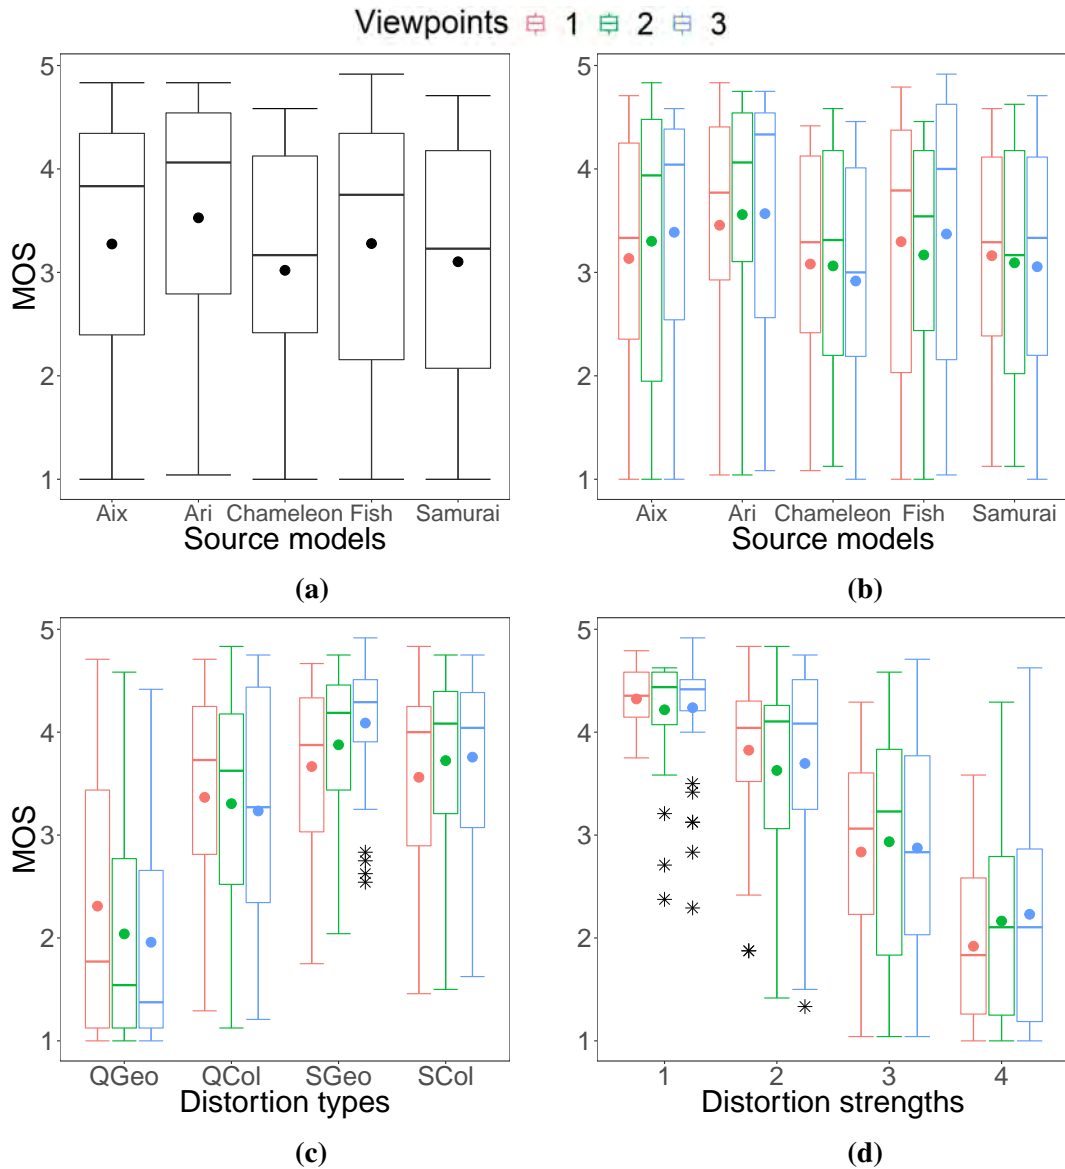 Viewpoints 1 2 3
5 5
4 4
MOS
3 3
2 2
1 1
Aix Ari Chameleon Fish Samurai Aix Ari Chameleon Fish Samurai
Source models Source models
(a) (b)
5 5
4 4
MOS
3 3
2 2
1 1
QGeo QCol SGeo SCol 1 2 3 4
Distortion types Distortion strengths
(c) (d)